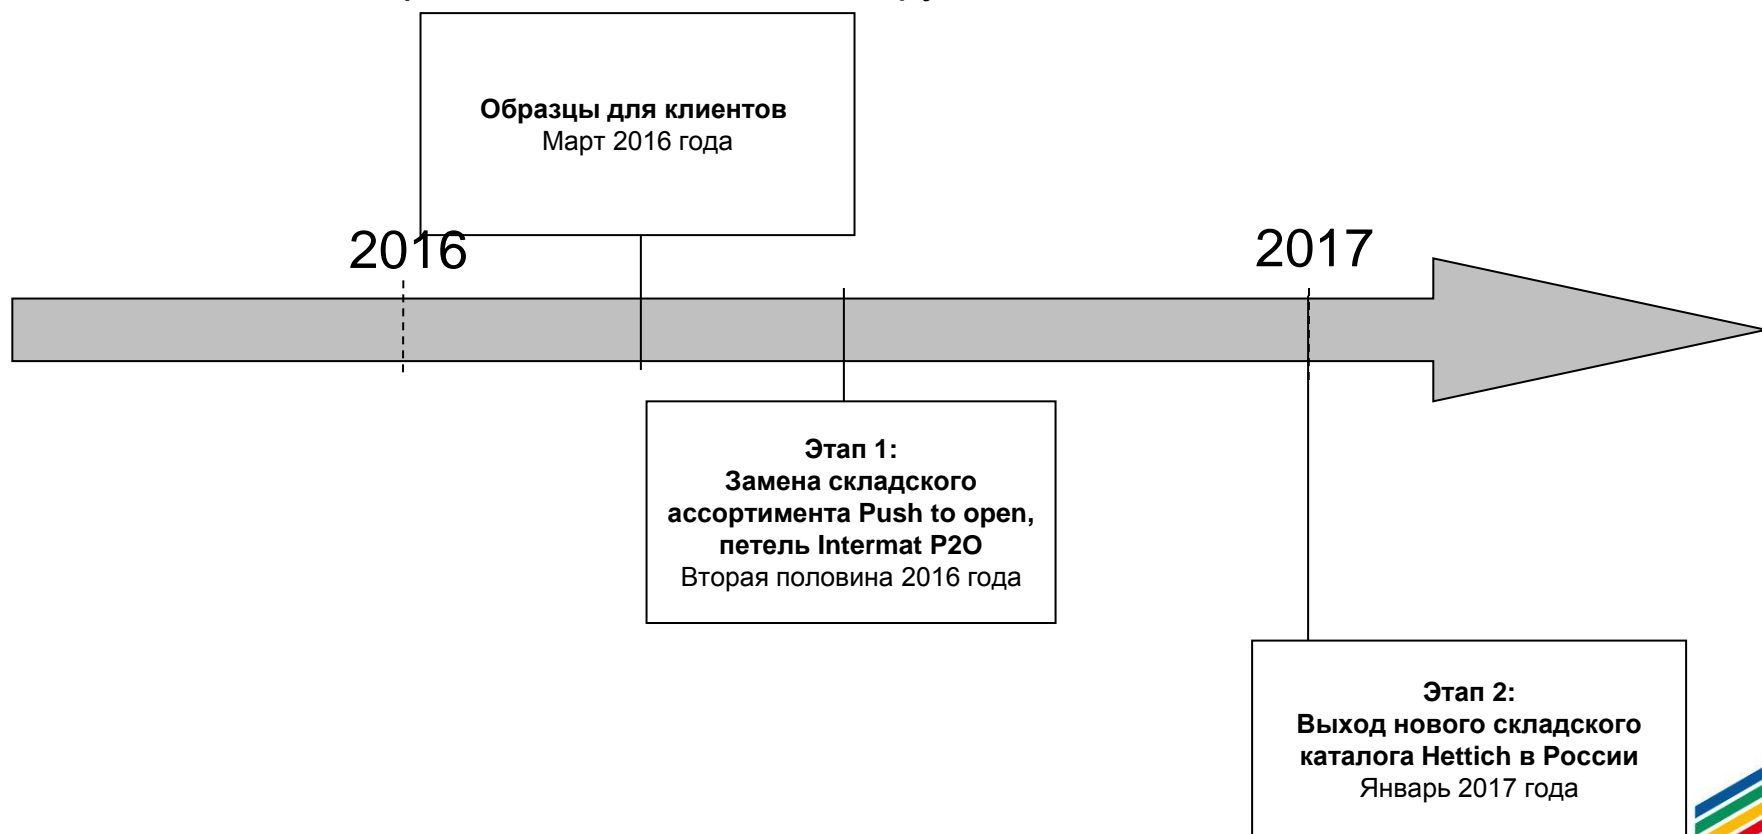 Образцы для клиентов
Март 2016 года
2016
2017
Этап 1:
Замена складского
ассортимента Push to open,
петель Intermat P2O
Вторая половина 2016 года
Этап 2:
Выход нового складского
каталога Hettich в России
Январь 2017 года